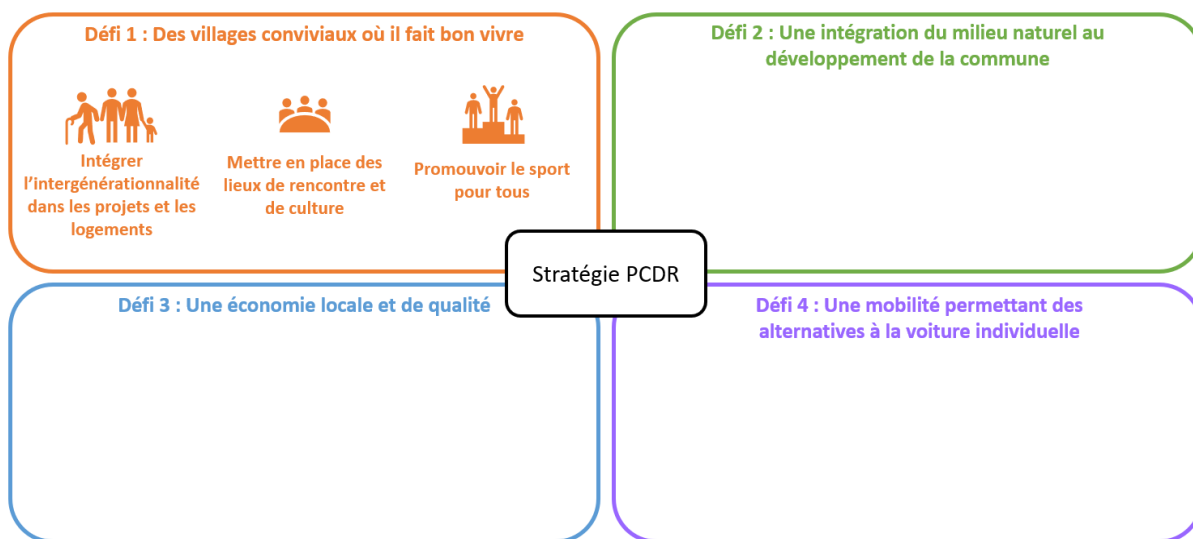 Défi 1 : Des villages conviviaux où il fait bon vivre
Intégrer
l'intergénérationnalité
dans les projets et les
logements
Mettre en place des
lieux de rencontre et
de culture
Promouvoir le sport
pour tous
Défi 2 : Une intégration du milieu naturel au
développement de la commune
Stratégie PCDR
Défi 3 : Une économie locale et de qualité
Défi 4 : Une mobilité permettant des
alternatives à la voiture individuelle